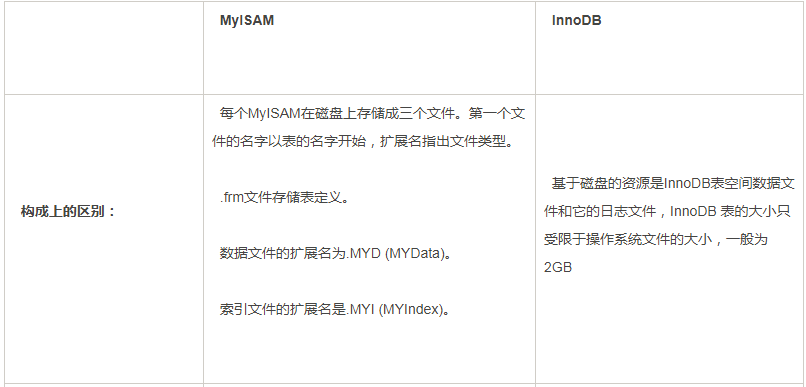 MyISAM
InnoDB
构成上的区别：
每个MyISAM在磁盘上存储成三个文件。第一个文
件的名字以表的名字开始，扩展名指出文件类型。
.frm文件存储表定义。
数据文件的扩展名为.MYD (MYData)。
索引文件的扩展名是.MYI (MYIndex)。
基于磁盘的资源是InnoDB表空间数据文
件和它的日志文件，InnoDB 表的大小只
受限于操作系统文件的大小，一般为
2GB